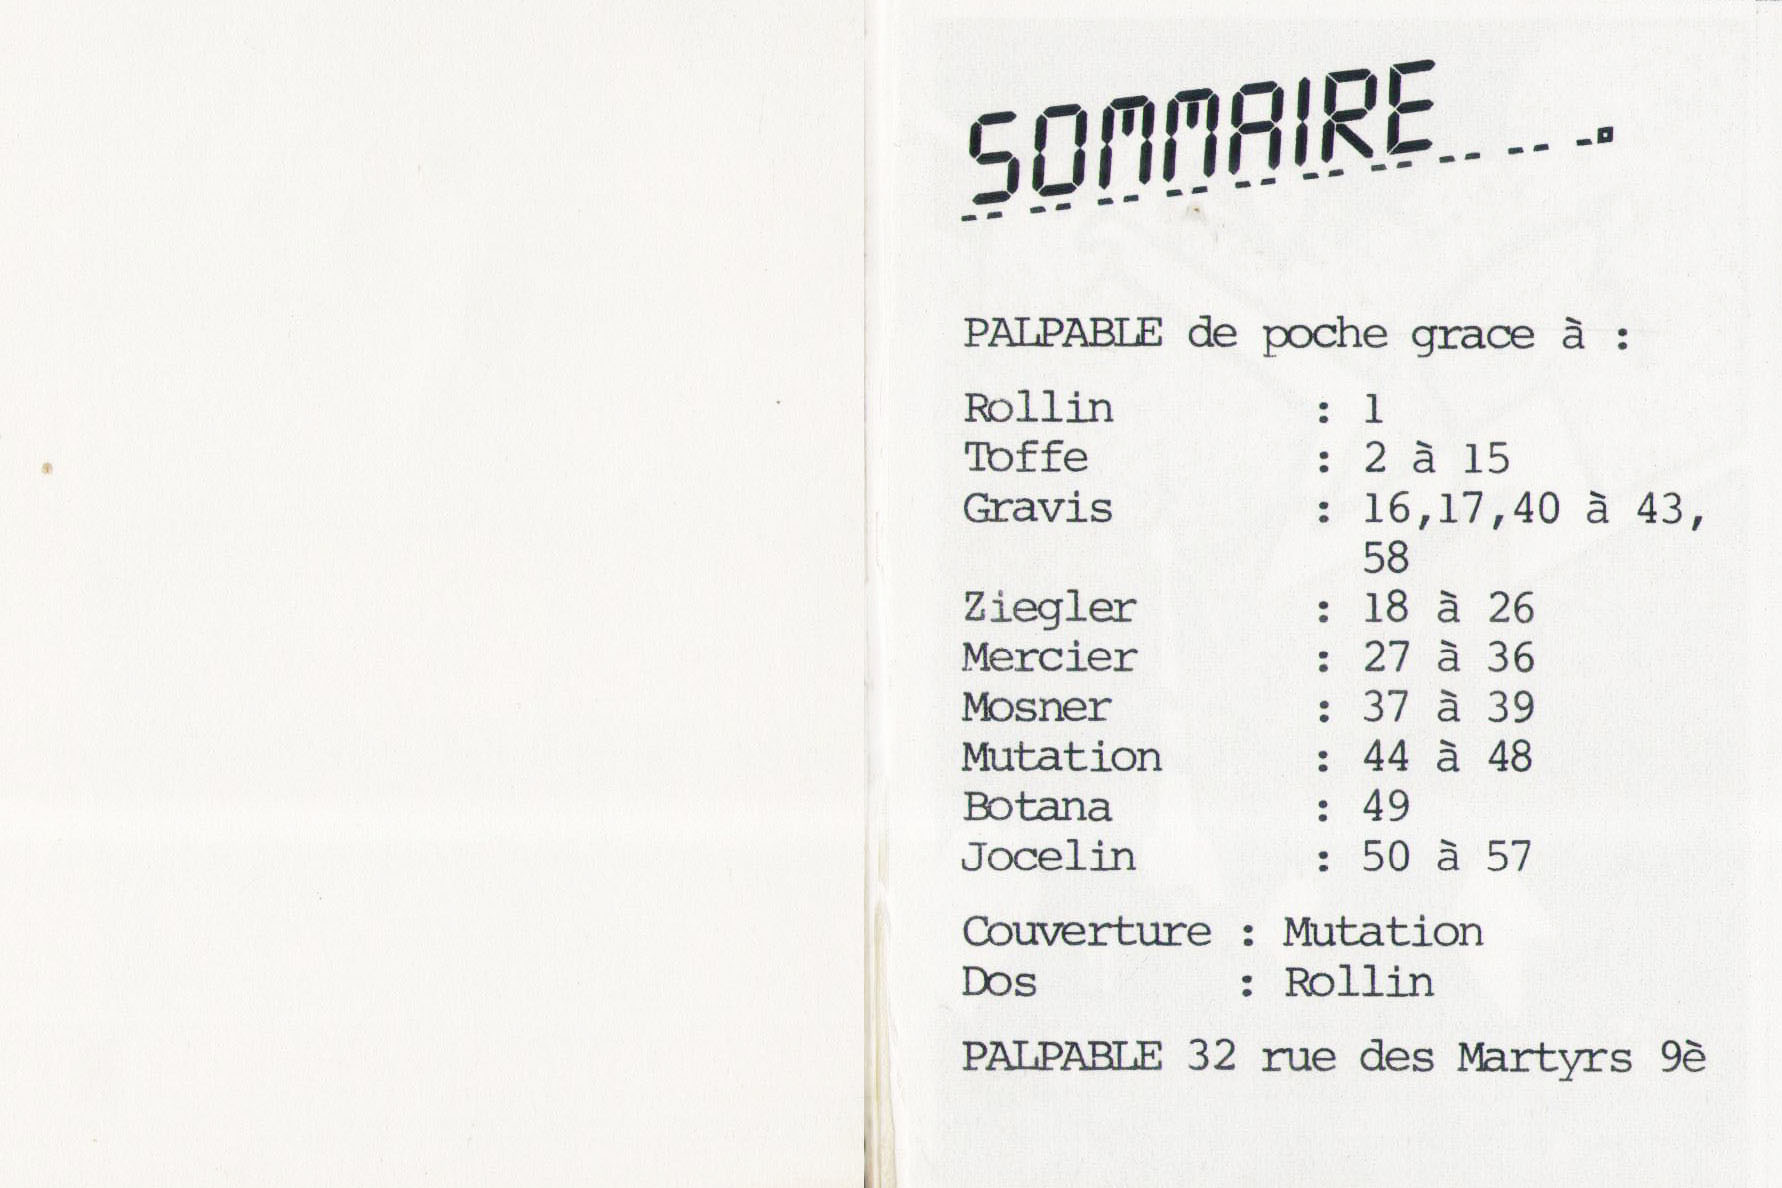 SOMMAIRE
PALPABLE de poche grace à :
Rollin : 1
Toffe : 2 à 15
Gravis : 16,17,40 à 43,
58
Ziegler : 18 à 26
Mercier : 27 à 36
Mosner : 37 à 39
Mutation : 44 à 48
Botana : 49
Jocelin : 50 à 57
Couverture : Mutation
Dos : Rollin
PALPABLE 32 rue des Martyrs 9è